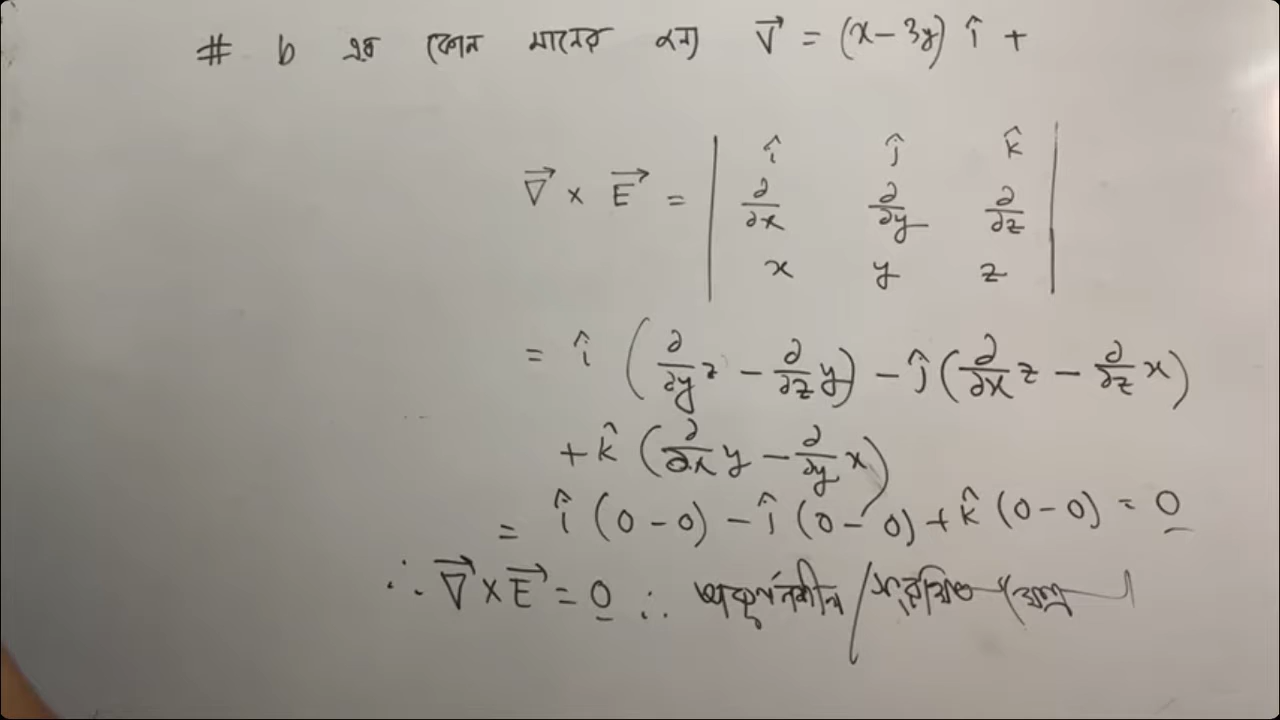 # b এর কোন মানের জন্য V⃗ = (x - 3y) î +
∇⃗ × E⃗ = | î ĵ k̂ |
| ∂/∂x ∂/∂y ∂/∂z |
| x y z |
= î (∂/∂y z - ∂/∂z y) - ĵ (∂/∂x z - ∂/∂z x)
+ k̂ (∂/∂x y - ∂/∂y x)
= î (0 - 0) - ĵ (0 - 0) + k̂ (0 - 0) = 0
∴ ∇⃗ × E⃗ = 0 ∴ অঘূর্ণনশীল / সংরক্ষিত ক্ষেত্র ।